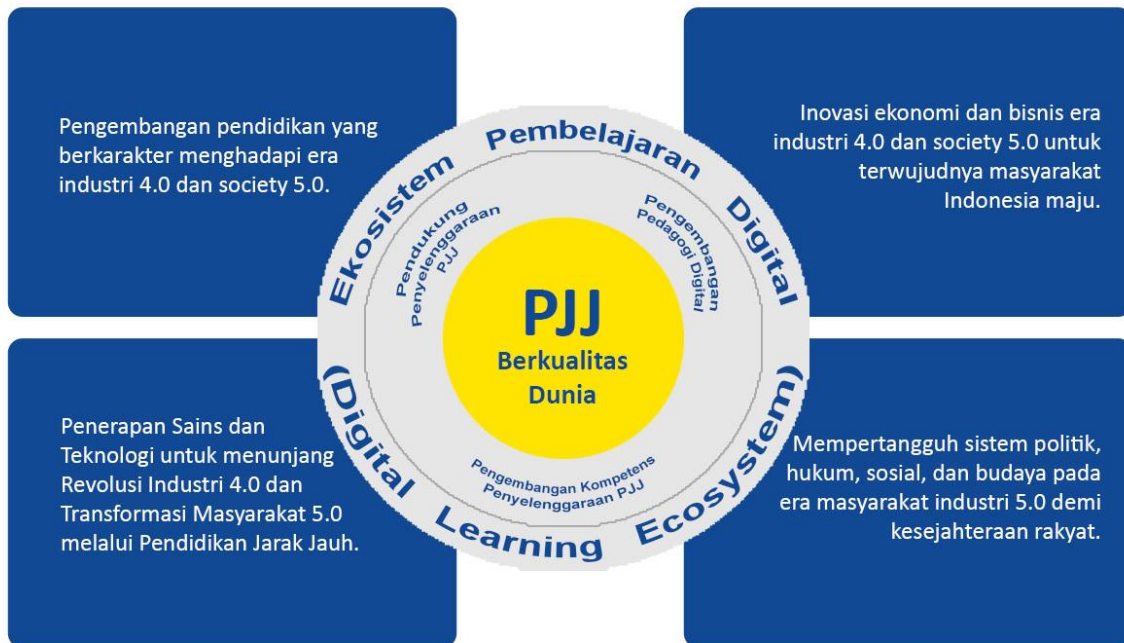 Pengembangan pendidikan yang
berkarakter menghadapi era
industri 4.0 dan society 5.0.
Inovasi ekonomi dan bisnis era
industri 4.0 dan society 5.0 untuk
terwujudnya masyarakat
Indonesia maju.
Ekosistem Pembelajaran Digital
Pendukung
Penyelenggaraan
PJJ
Pengembangan
Pedagogi Digital
PJJ
Berkualitas
Dunia
Pengembangan Kompetens
Penyelenggaraan PJJ
(Digital Learning Ecosystem)
Penerapan Sains dan
Teknologi untuk menunjang
Revolusi Industri 4.0 dan
Transformasi Masyarakat 5.0
melalui Pendidikan Jarak Jauh.
Mempertangguh sistem politik,
hukum, sosial, dan budaya pada
era masyarakat industri 5.0 demi
kesejahteraan rakyat.